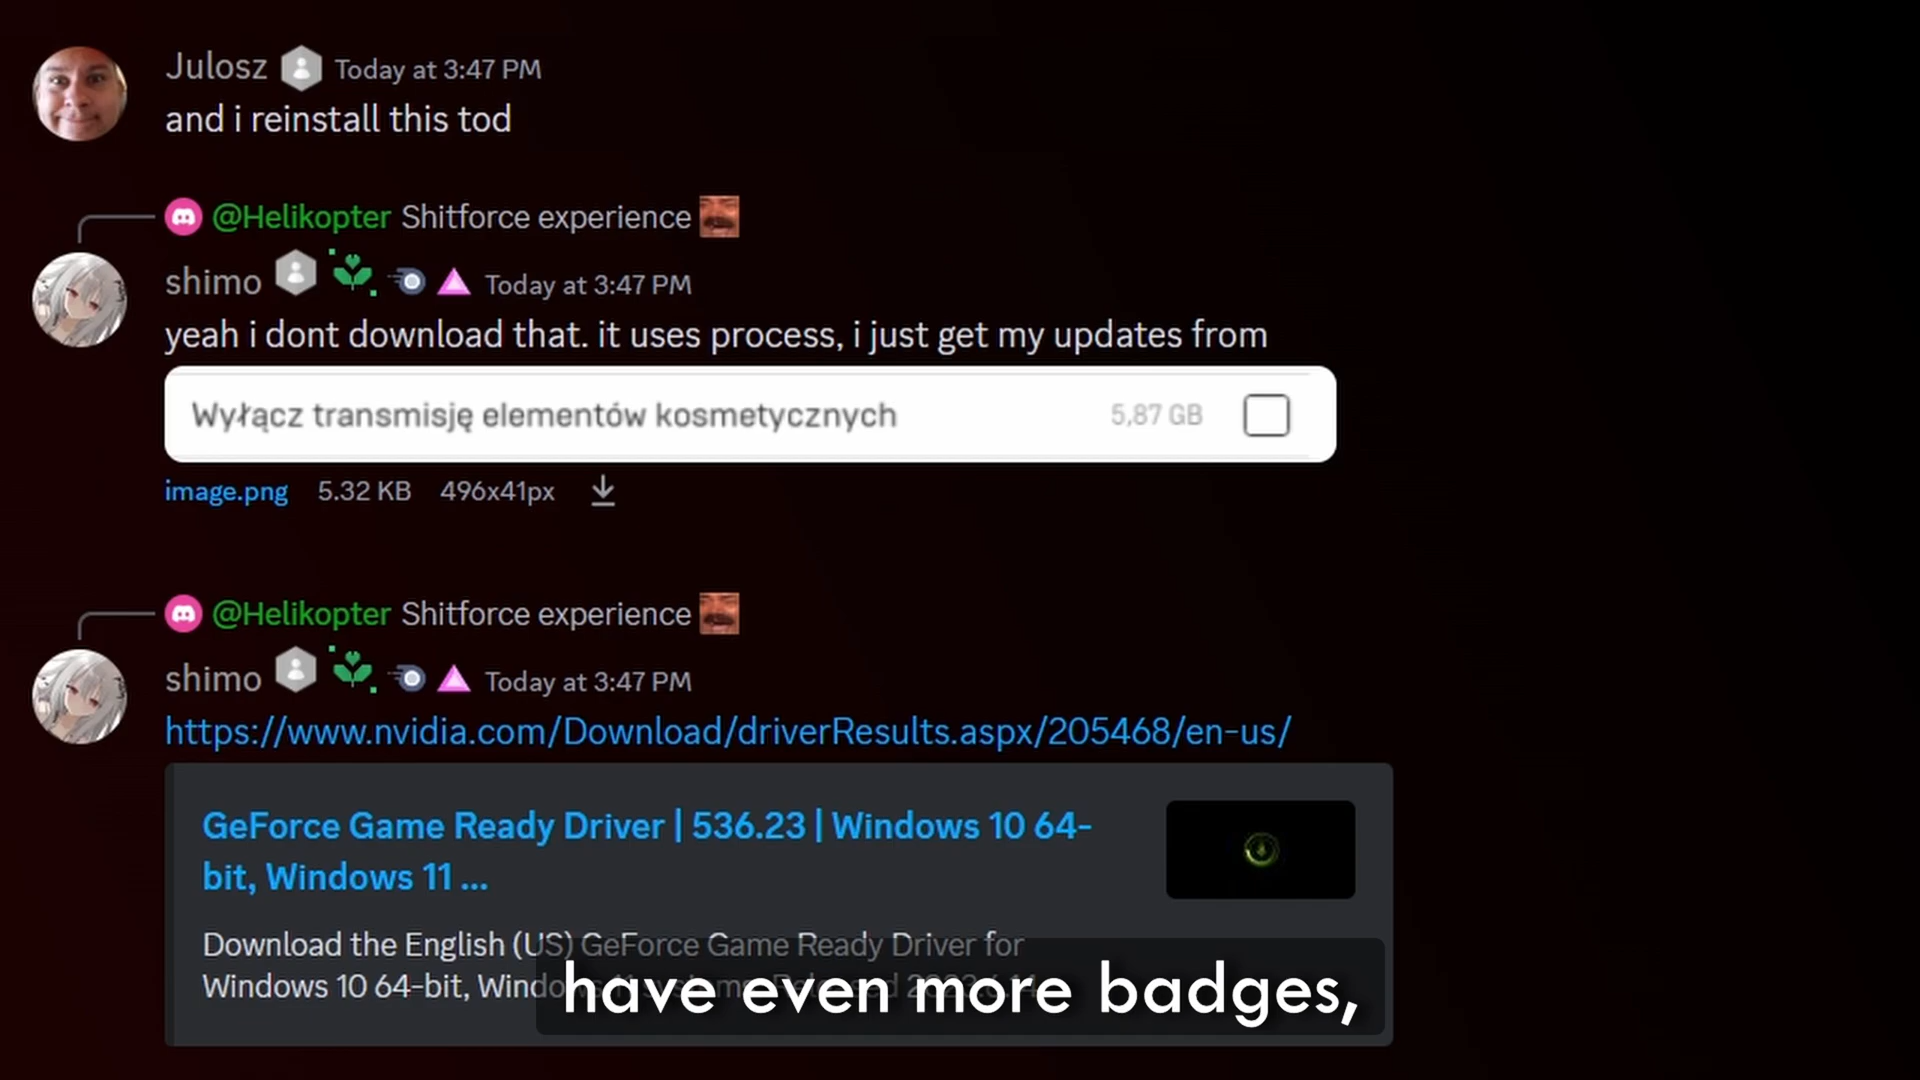 Julosz Today at 3:47 PM
and i reinstall this tod
@Helikopter Shitforce experience
shimo Today at 3:47 PM
yeah i dont download that. it uses process, i just get my updates from
Wyłącz transmisję elementów kosmetycznych 5,87 GB
image.png 5.32 KB 496x41px
@Helikopter Shitforce experience
shimo Today at 3:47 PM
https://www.nvidia.com/Download/driverResults.aspx/205468/en-us/
GeForce Game Ready Driver | 536.23 | Windows 10 64-
bit, Windows 11 ...
Download the English (US) GeForce Game Ready Driver for
Windows 10 64-bit,
have even more badges,